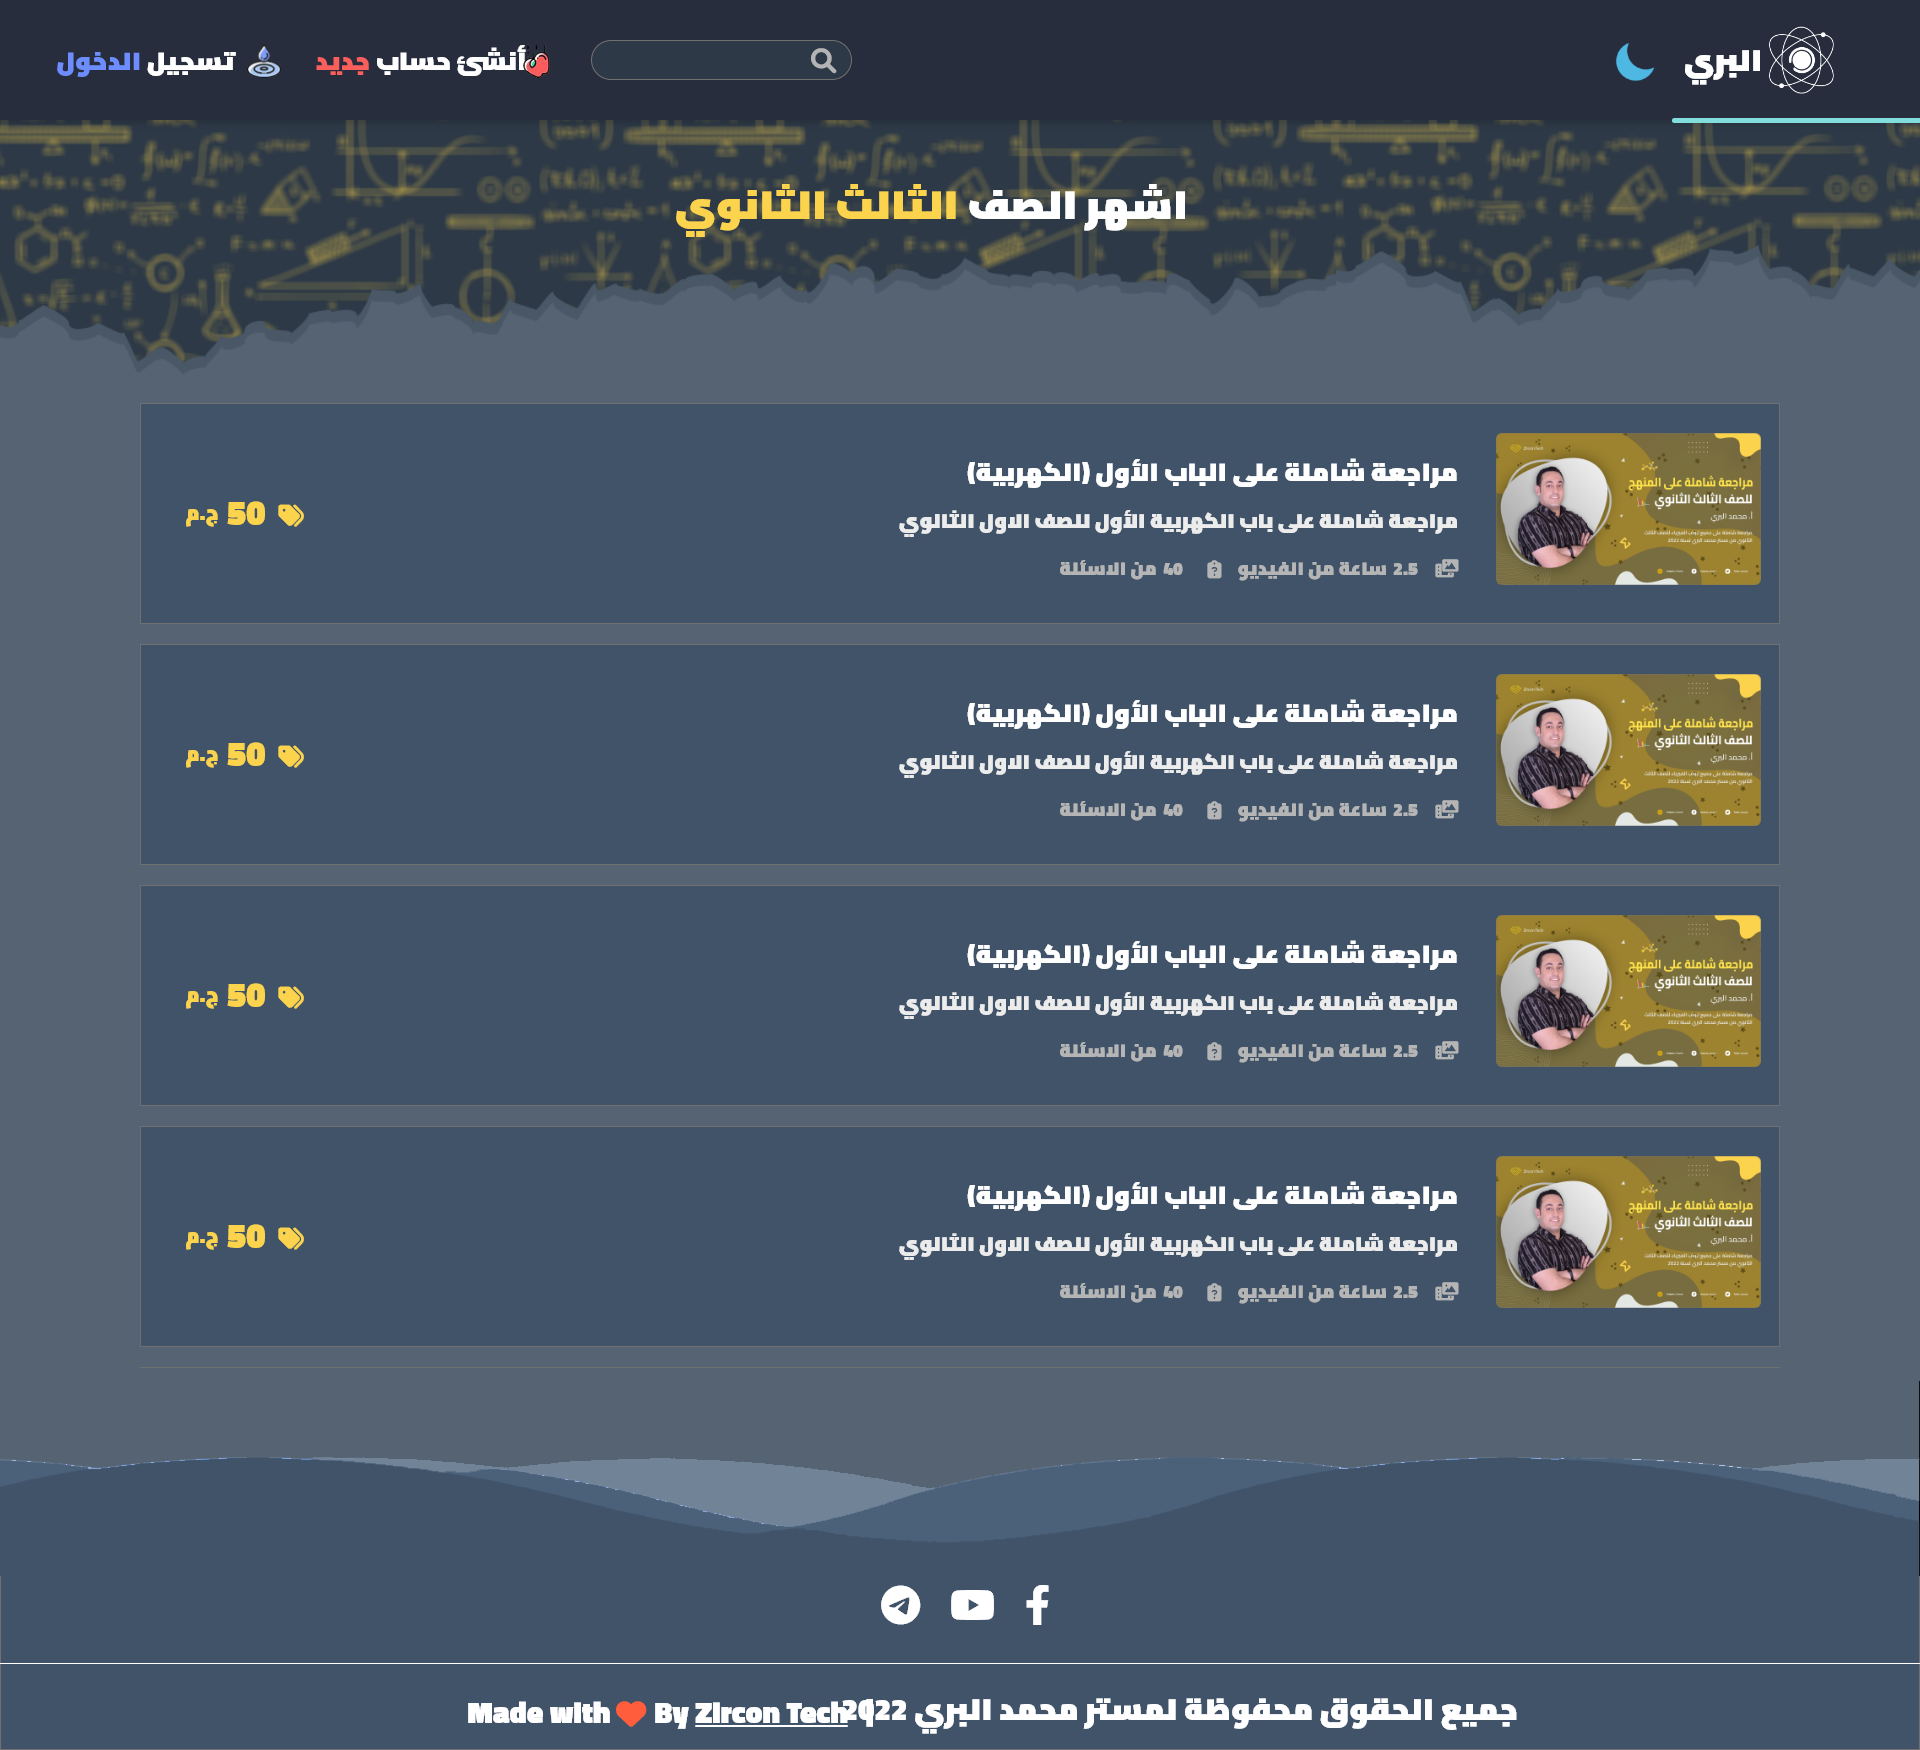 البري
أنشئ حساب جديد
تسجيل الدخول
اشهر الصف الثالث الثانوي
مراجعة شاملة على المنهج
للصف الثالث الثانوي
أ. محمد البري
مراجعة شاملة على الباب الأول (الكهربية)
مراجعة شاملة على باب الكهربية الأول للصف الاول الثالوي
2.5 ساعة من الفيديو
40 من الاسئلة
50 ج.م
مراجعة شاملة على المنهج
للصف الثالث الثانوي
أ. محمد البري
مراجعة شاملة على الباب الأول (الكهربية)
مراجعة شاملة على باب الكهربية الأول للصف الاول الثالوي
2.5 ساعة من الفيديو
40 من الاسئلة
50 ج.م
مراجعة شاملة على المنهج
للصف الثالث الثانوي
أ. محمد البري
مراجعة شاملة على الباب الأول (الكهربية)
مراجعة شاملة على باب الكهربية الأول للصف الاول الثالوي
2.5 ساعة من الفيديو
40 من الاسئلة
50 ج.م
مراجعة شاملة على المنهج
للصف الثالث الثانوي
أ. محمد البري
مراجعة شاملة على الباب الأول (الكهربية)
مراجعة شاملة على باب الكهربية الأول للصف الاول الثالوي
2.5 ساعة من الفيديو
40 من الاسئلة
50 ج.م
جميع الحقوق محفوظة لمستر محمد البري 2022 |
Made with By Zircon Tech